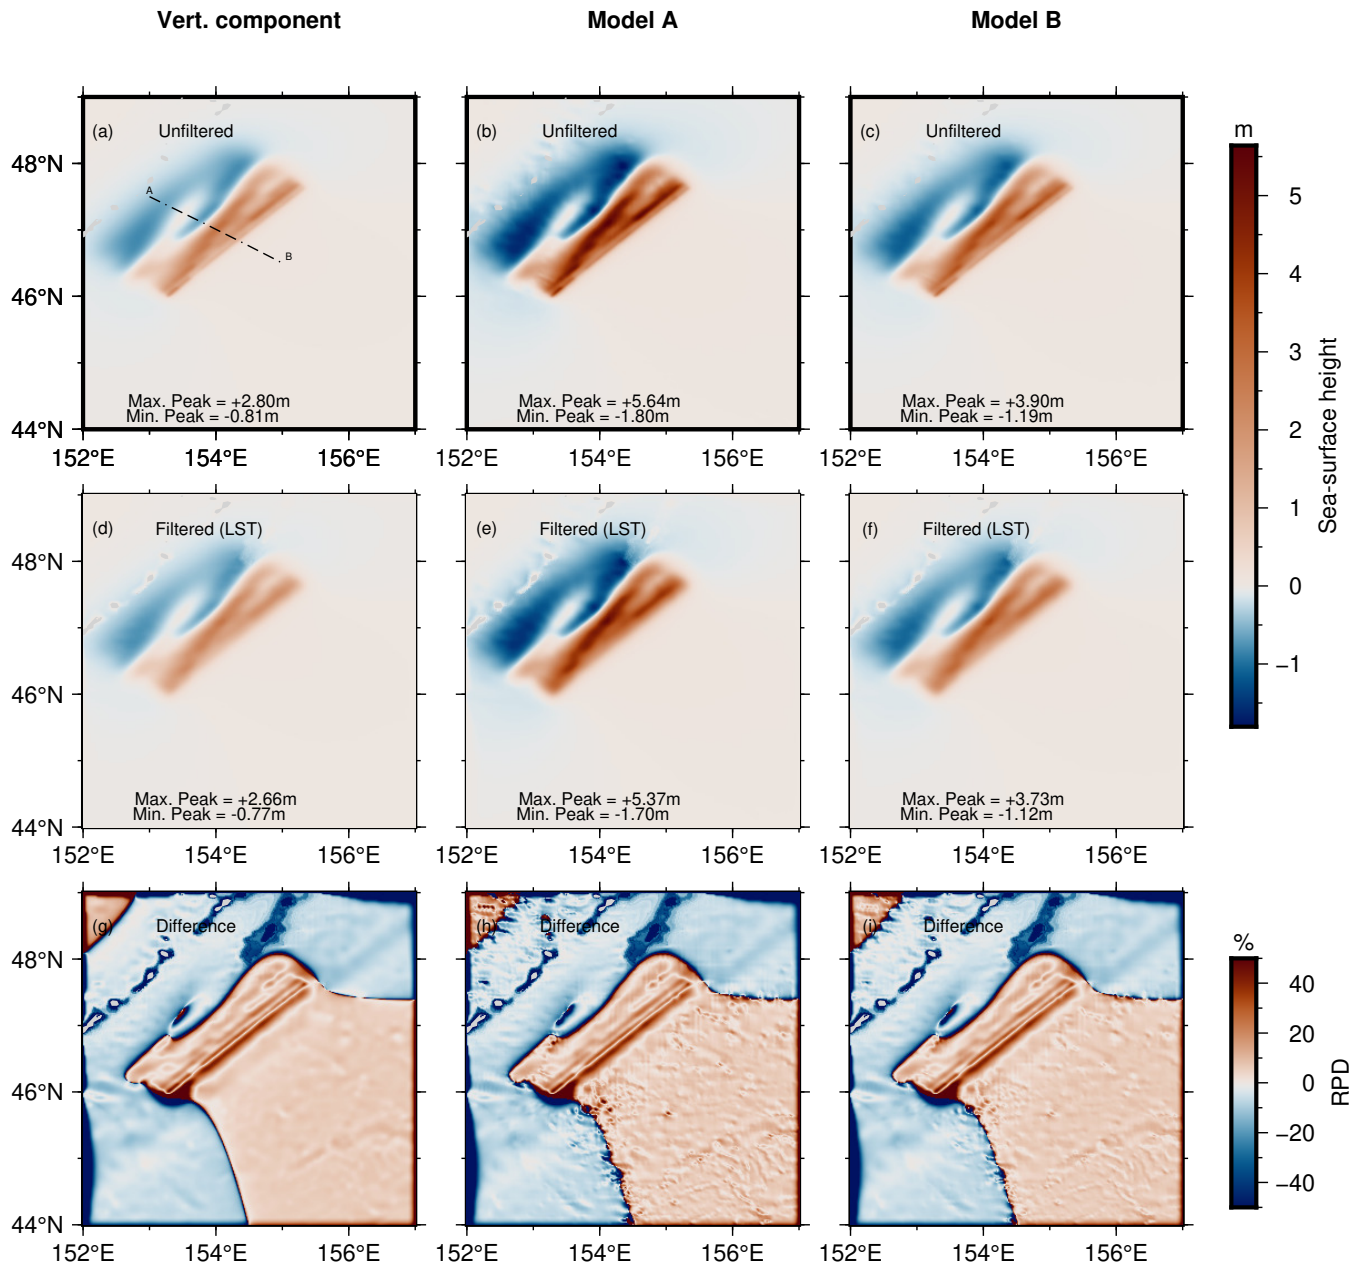 Vert. component
Model A
Model B
(a) Unfiltered
(b) Unfiltered
(c) Unfiltered
m
48°N
A
B
46°N
Max. Peak = +2.80m
Min. Peak = -0.81m
Max. Peak = +5.64m
Min. Peak = -1.80m
Max. Peak = +3.90m
Min. Peak = -1.19m
44°N
152°E 154°E 156°E
152°E 154°E 156°E
152°E 154°E 156°E
5
4
3
2
1
0
−1
Sea-surface height
(d) Filtered (LST)
(e) Filtered (LST)
(f) Filtered (LST)
48°N
46°N
Max. Peak = +2.66m
Min. Peak = -0.77m
Max. Peak = +5.37m
Min. Peak = -1.70m
Max. Peak = +3.73m
Min. Peak = -1.12m
44°N
152°E 154°E 156°E
152°E 154°E 156°E
152°E 154°E 156°E
(g) Difference
(h) Difference
(i) Difference
48°N
46°N
44°N
152°E 154°E 156°E
152°E 154°E 156°E
152°E 154°E 156°E
%
40
20
0
−20
−40
RPD